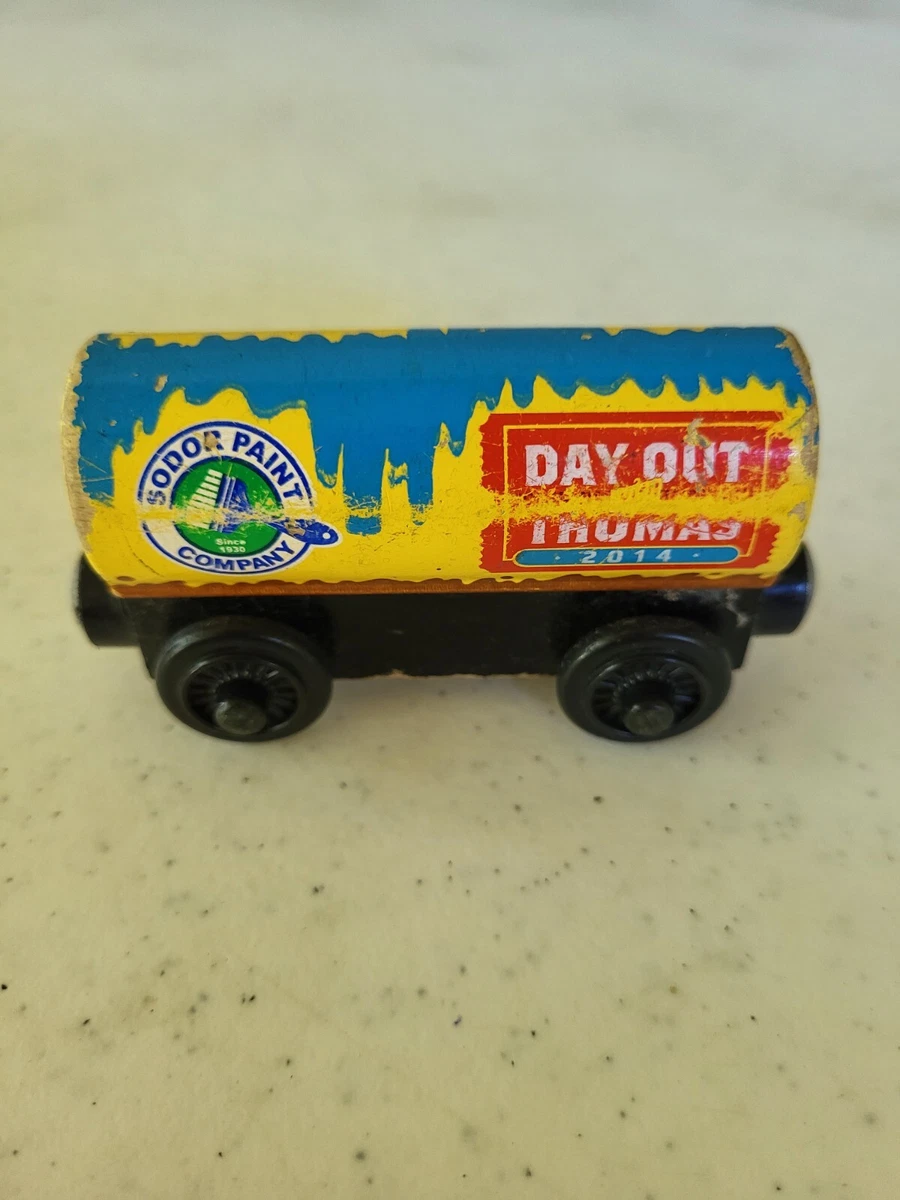 SODOR PAINT
Since
1930
COMPANY
DAY OUT
THOMAS
· 2014 ·